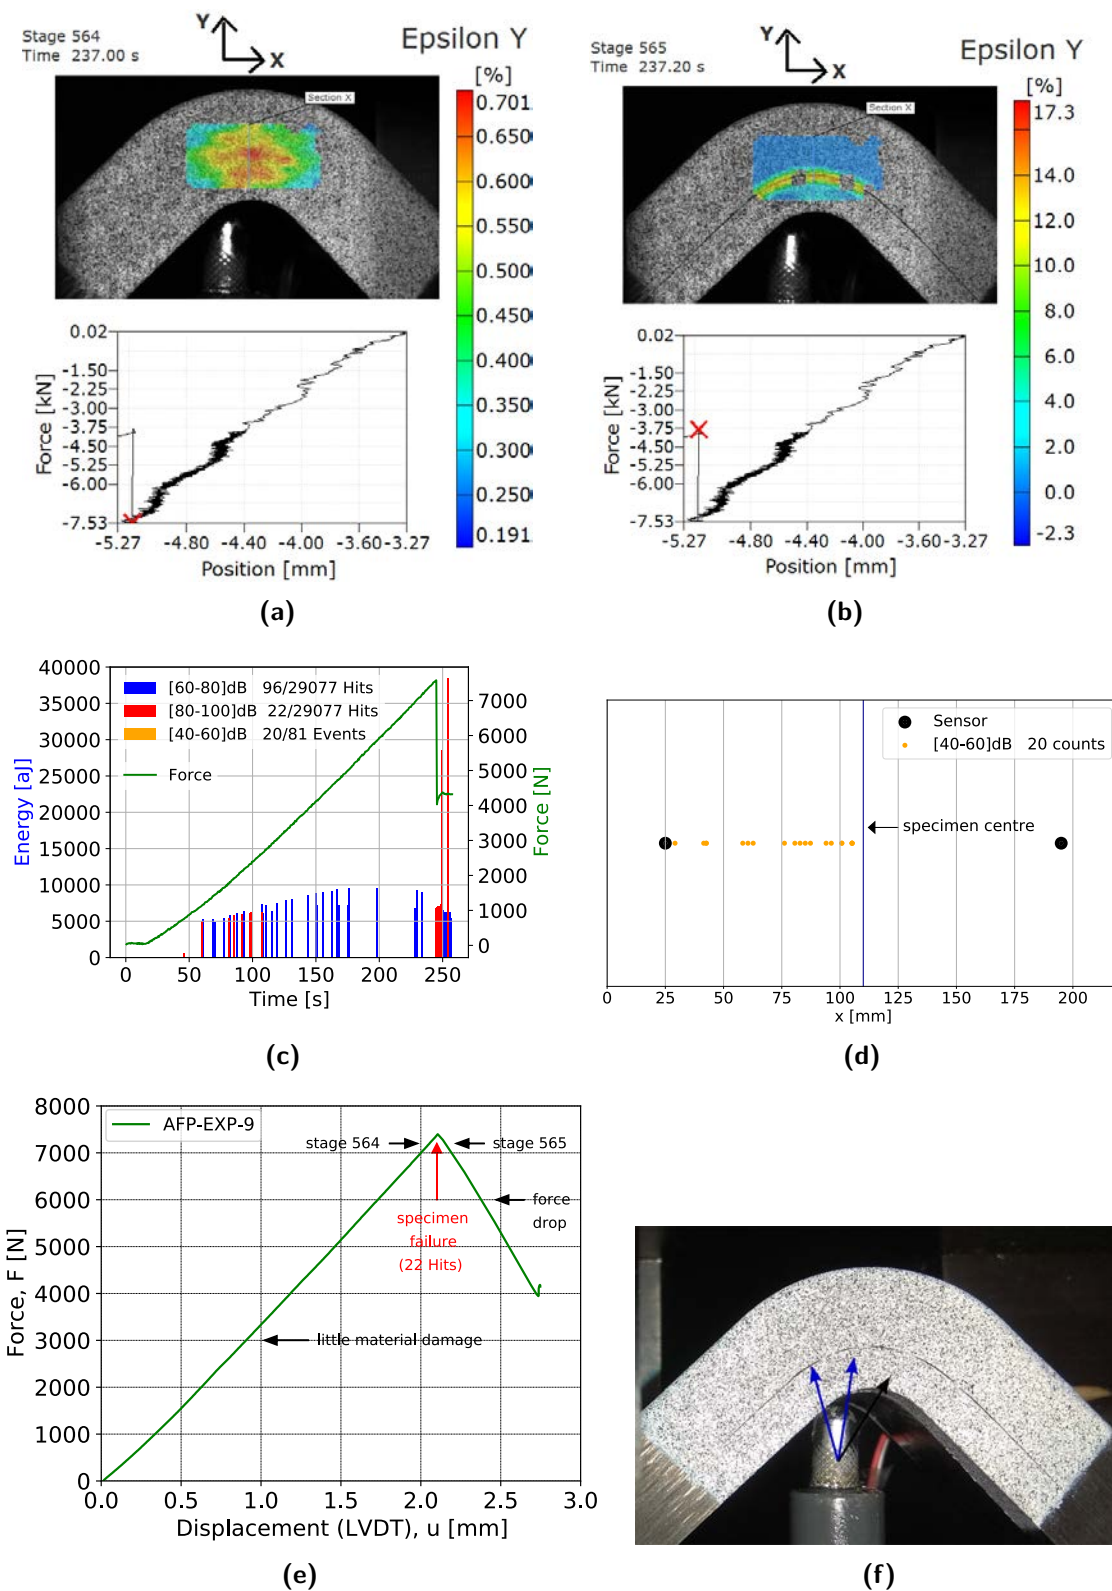 Stage 564
Time 237.00 s
Y
X
Epsilon Y
[%]
Section X
0.701
0.650
0.600
0.550
0.500
0.450
0.400
0.350
0.300
0.250
0.191
0.02
-1.50
-2.25
-3.00
-3.75
-4.50
-5.25
-6.00
-7.53
Force [kN]
-5.27 -4.80 -4.40 -4.00 -3.60 -3.27
Position [mm]
(a)
Stage 565
Time 237.20 s
Y
X
Epsilon Y
[%]
Section X
17.3
14.0
12.0
10.0
8.0
6.0
4.0
2.0
0.0
-2.3
0.02
-1.50
-2.25
-3.00
-3.75
-4.50
-5.25
-6.00
-7.53
Force [kN]
-5.27 -4.80 -4.40 -4.00 -3.60 -3.27
Position [mm]
(b)
40000
35000
30000
25000
20000
15000
10000
5000
0
Energy [aJ]
[60-80]dB 96/29077 Hits
[80-100]dB 22/29077 Hits
[40-60]dB 20/81 Events
Force
7000
6000
5000
4000
3000
2000
1000
0
Force [N]
0 50 100 150 200 250
Time [s]
(c)
Sensor
[40-60]dB 20 counts
specimen centre
0 25 50 75 100 125 150 175 200
x [mm]
(d)
8000
7000
6000
5000
4000
3000
2000
1000
0
Force, F [N]
AFP-EXP-9
stage 564
stage 565
force
drop
specimen
failure
(22 Hits)
little material damage
0.0 0.5 1.0 1.5 2.0 2.5 3.0
Displacement (LVDT), u [mm]
(e)
(f)